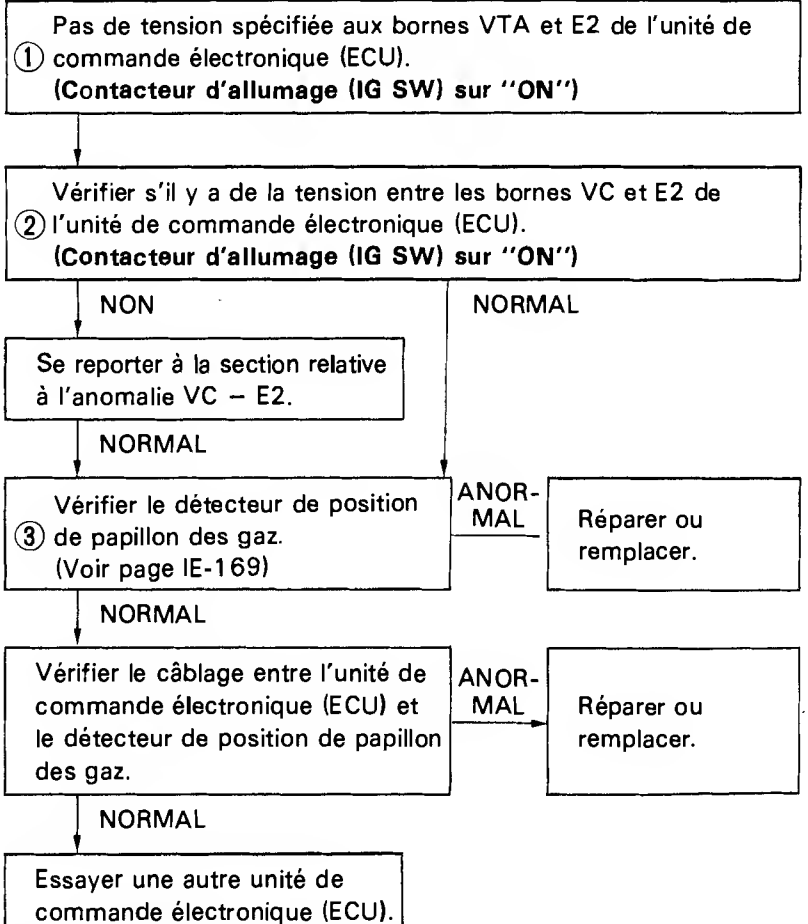 Pas de tension spécifiée aux bornes VTA et E2 de l'unité de
① commande électronique (ECU).
(Contacteur d'allumage (IG SW) sur ''ON'')
Vérifier s'il y a de la tension entre les bornes VC et E2 de
② l'unité de commande électronique (ECU).
(Contacteur d'allumage (IG SW) sur ''ON'')
NON
NORMAL
Se reporter à la section relative
à l'anomalie VC – E2.
NORMAL
Vérifier le détecteur de position
③ de papillon des gaz.
(Voir page IE-169)
ANOR-
MAL
Réparer ou
remplacer.
NORMAL
Vérifier le câblage entre l'unité de
commande électronique (ECU) et
le détecteur de position de papillon
des gaz.
ANOR-
MAL
Réparer ou
remplacer.
NORMAL
Essayer une autre unité de
commande électronique (ECU).